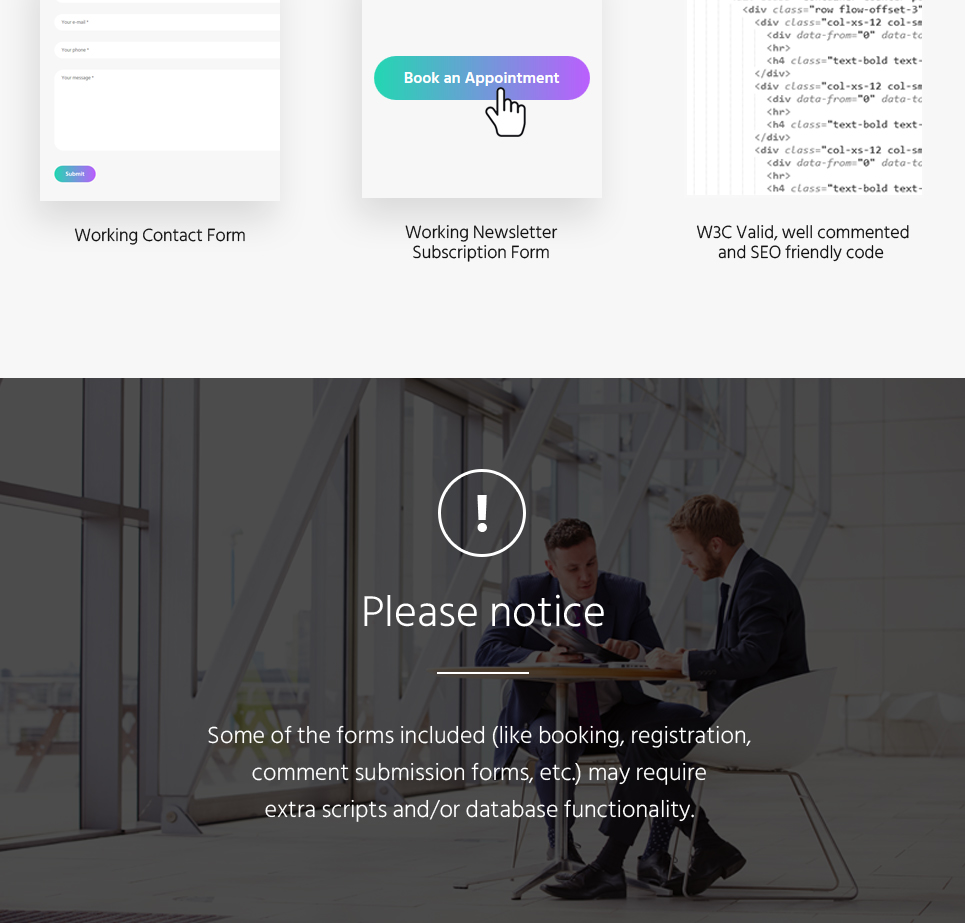 Your e-mail *
Your phone *
Your message *
Submit
Working Contact Form
Book an Appointment
Working Newsletter
Subscription Form
<div class="row flow-offset-3"
<div class="col-xs-12 col-sm
<div data-from="0" data-to
<hr>
<h4 class="text-bold text-
</div>
<div class="col-xs-12 col-sm
<div data-from="0" data-to
<hr>
<h4 class="text-bold text-
</div>
<div class="col-xs-12 col-sm
<div data-from="0" data-to
<hr>
<h4 class="text-bold text-
W3C Valid, well commented
and SEO friendly code
!
Please notice
Some of the forms included (like booking, registration,
comment submission forms, etc.) may require
extra scripts and/or database functionality.